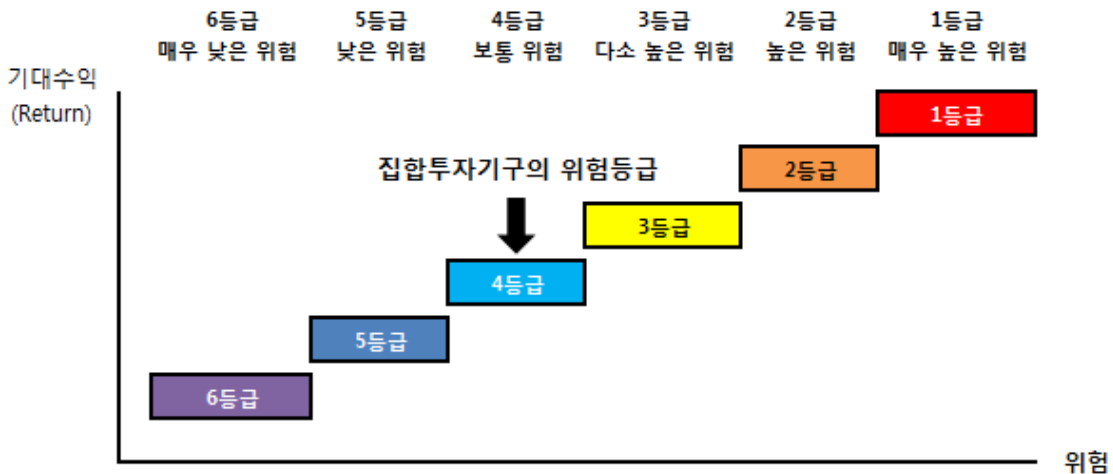 6등급 5등급 4등급 3등급 2등급 1등급
매우 낮은 위험 낮은 위험 보통 위험 다소 높은 위험 높은 위험 매우 높은 위험
기대수익
(Return)
1등급
집합투자기구의 위험등급
2등급
3등급
4등급
5등급
6등급
위험